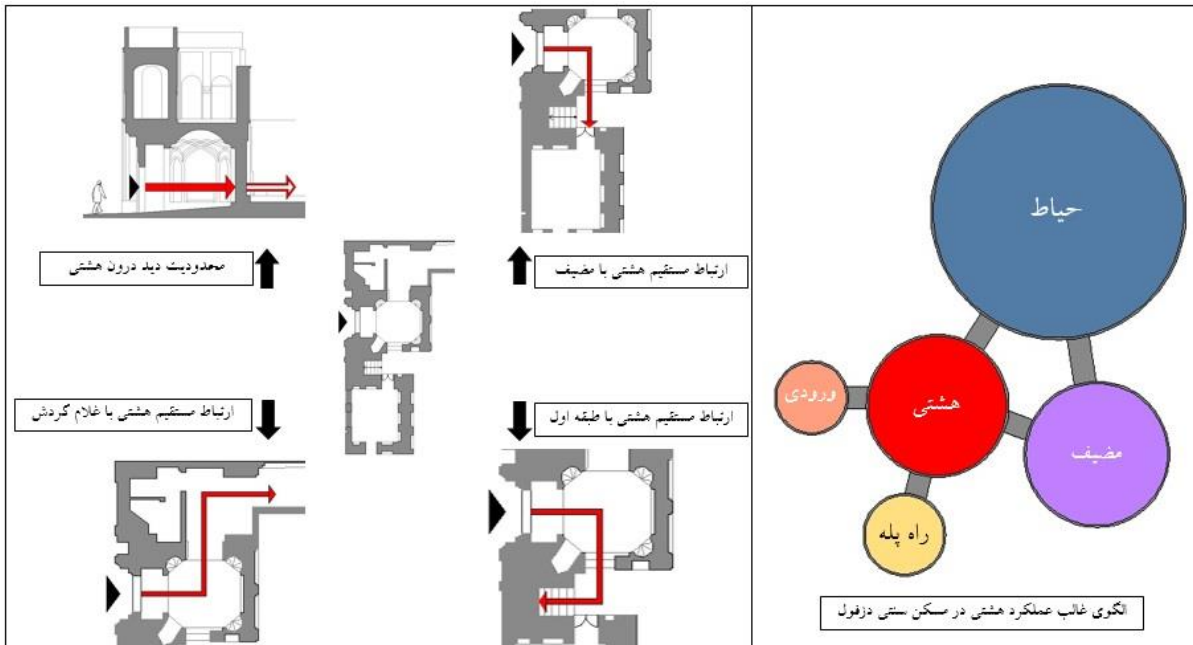 محدودیت دید درون هشتی
ارتباط مستقیم هشتی با مضیف
ارتباط مستقیم هشتی با غلام گردش
ارتباط مستقیم هشتی با طبقه اول
حیاط
هشتی
ورودی
مضیف
راه پله
الگوی غالب عملکرد هشتی در مسکن سنتی دزفول